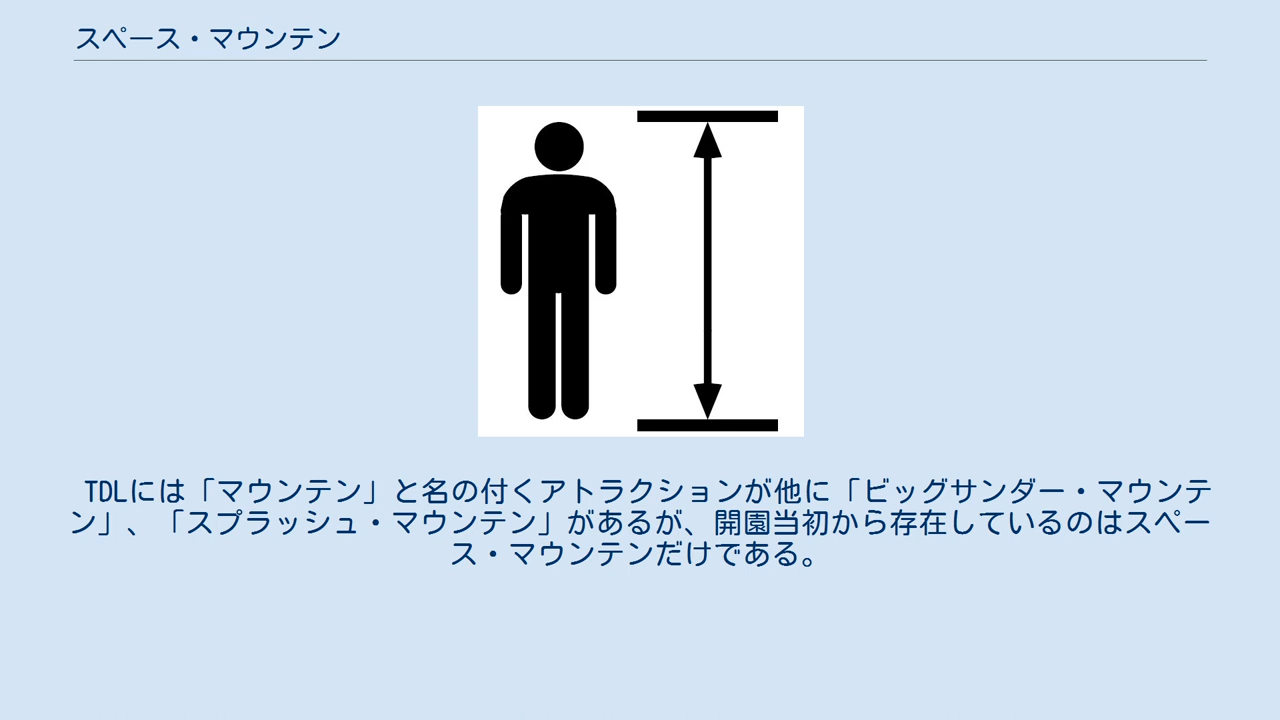 スペース・マウンテン
TDLには「マウンテン」と名の付くアトラクションが他に「ビッグサンダー・マウンテ
ン」、「スプラッシュ・マウンテン」があるが、開園当初から存在しているのはスペー
ス・マウンテンだけである。